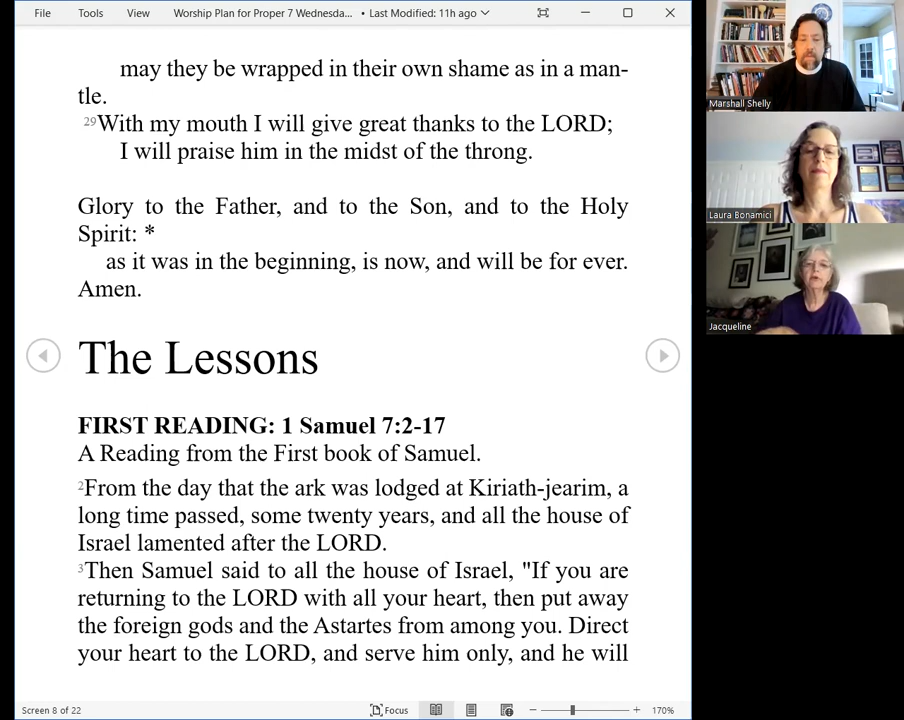 File Tools View Worship Plan for Proper 7 Wednesda... • Last Modified: 11h ago
may they be wrapped in their own shame as in a man-
tle.
29With my mouth I will give great thanks to the LORD;
I will praise him in the midst of the throng.
Glory to the Father, and to the Son, and to the Holy
Spirit: *
as it was in the beginning, is now, and will be for ever.
Amen.
The Lessons
FIRST READING: 1 Samuel 7:2-17
A Reading from the First book of Samuel.
2From the day that the ark was lodged at Kiriath-jearim, a
long time passed, some twenty years, and all the house of
Israel lamented after the LORD.
3Then Samuel said to all the house of Israel, "If you are
returning to the LORD with all your heart, then put away
the foreign gods and the Astartes from among you. Direct
your heart to the LORD, and serve him only, and he will
Screen 8 of 22 Focus 170%
Marshall Shelly
Laura Bonamici
Jacqueline